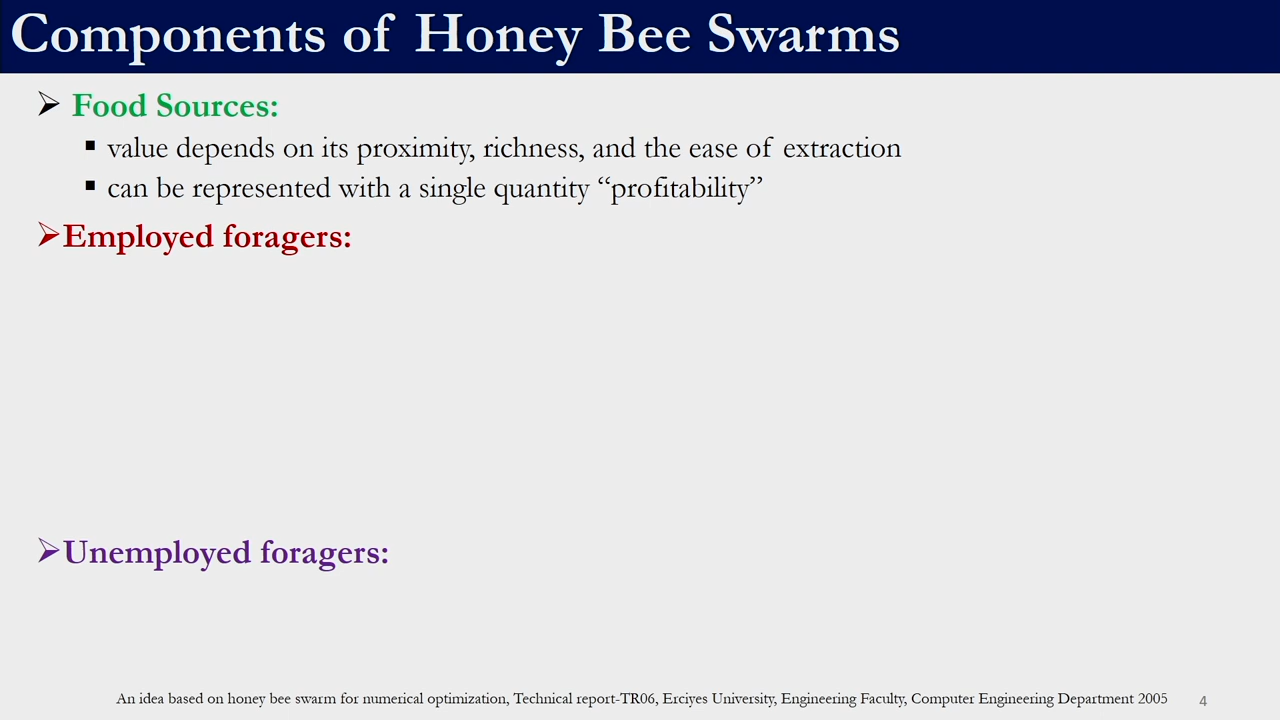 Components of Honey Bee Swarms
➢ Food Sources:
▪ value depends on its proximity, richness, and the ease of extraction
▪ can be represented with a single quantity “profitability”
➢Employed foragers:
➢Unemployed foragers:
An idea based on honey bee swarm for numerical optimization, Technical report-TR06, Erciyes University, Engineering Faculty, Computer Engineering Department 2005
4